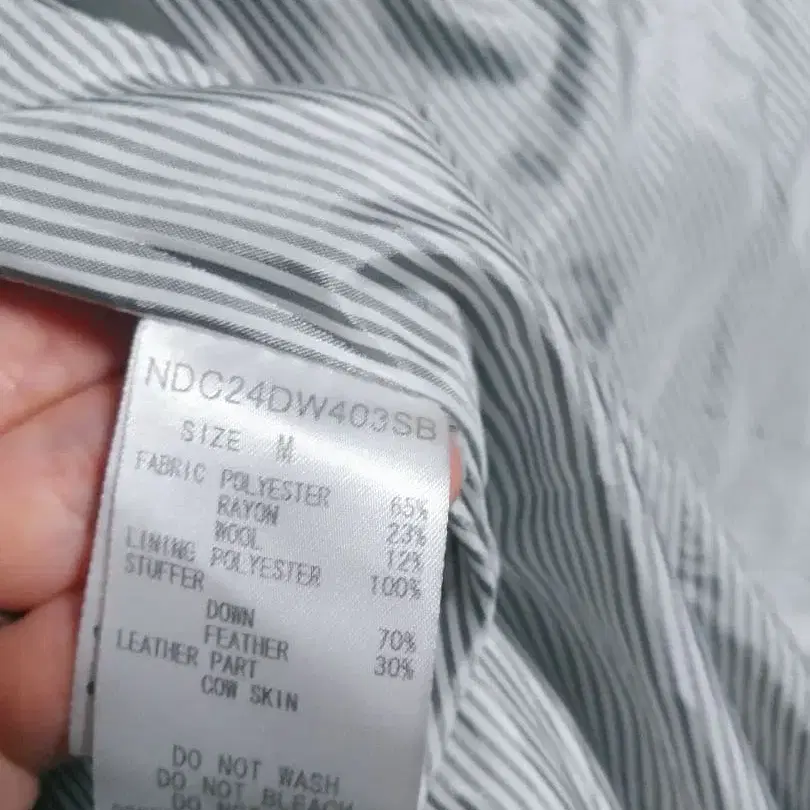 NDC24DW403SB
SIZE M
FABRIC POLYESTER 65%
RAYON 23%
WOOL 12%
LINING POLYESTER 100%
STUFFER
DOWN 70%
FEATHER 30%
LEATHER PART
COW SKIN
DO NOT WASH
DO NOT BLEACH
DO